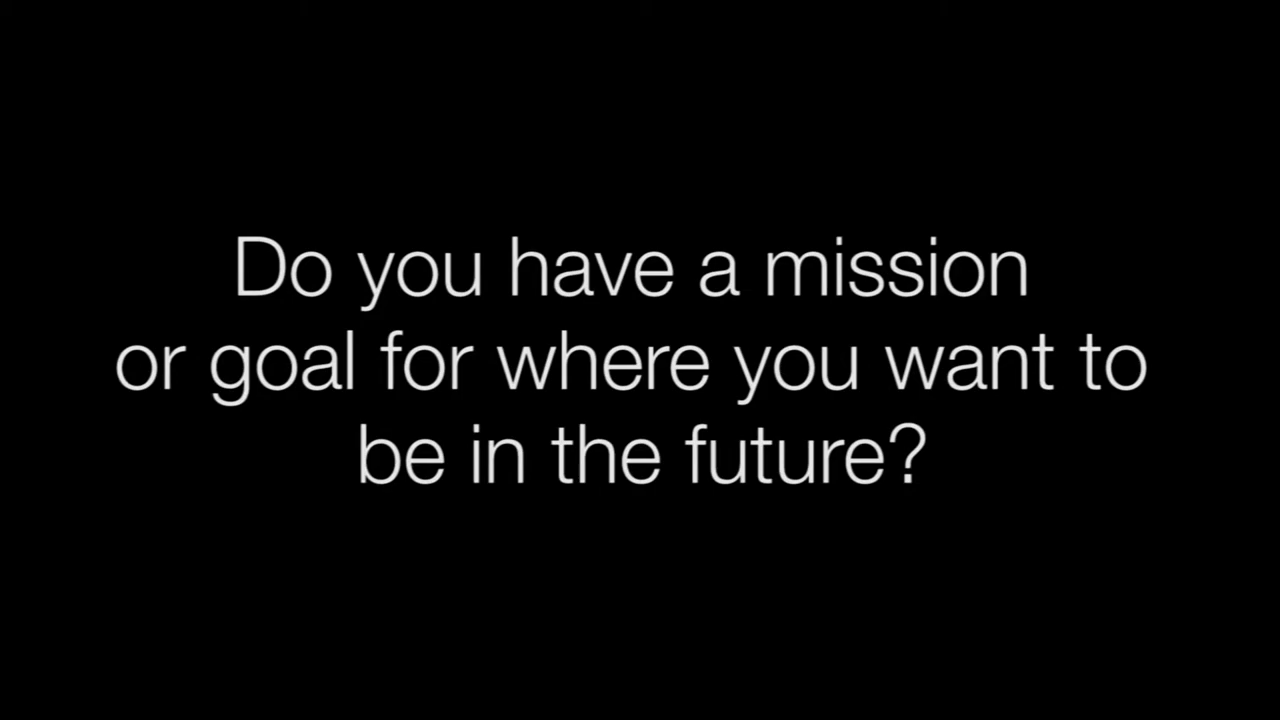 Do you have a mission
or goal for where you want to
be in the future?